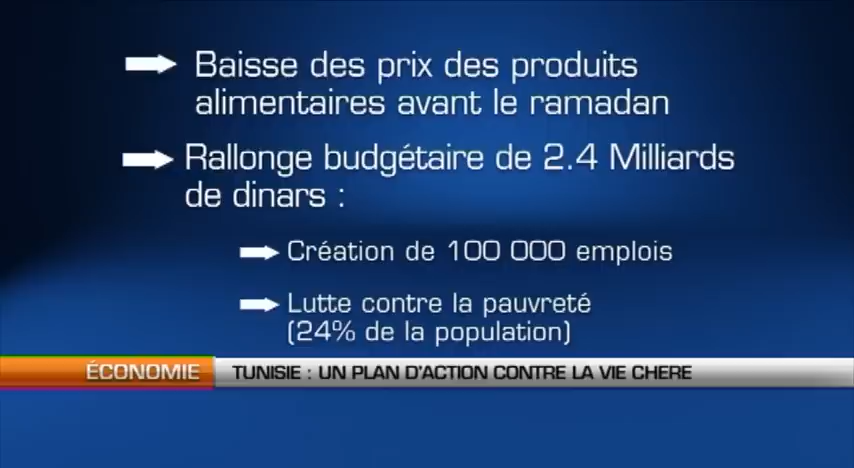 Baisse des prix des produits
alimentaires avant le ramadan
Rallonge budgétaire de 2.4 Milliards
de dinars :
Création de 100 000 emplois
Lutte contre la pauvreté
(24% de la population)
ÉCONOMIE
TUNISIE : UN PLAN D'ACTION CONTRE LA VIE CHERE